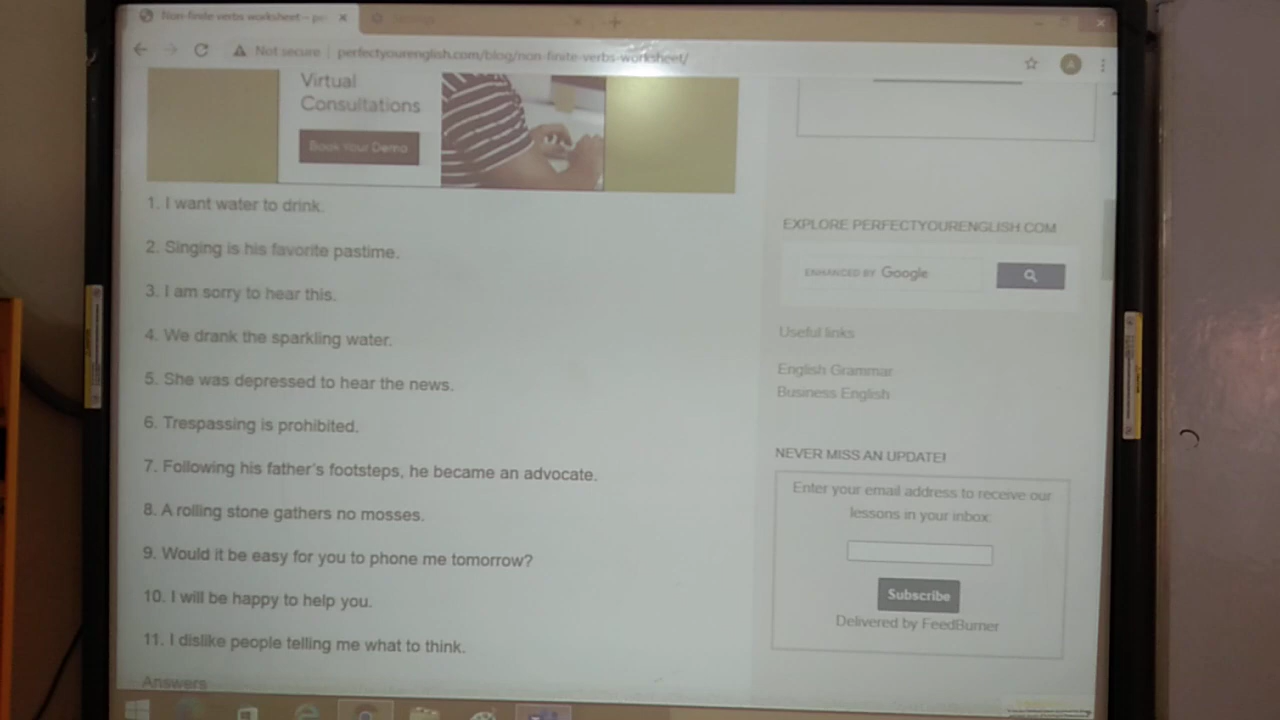 Non-finite verbs worksheet – pe
Not secure | perfectyourenglish.com/blog/non-finite-verbs-worksheet/
Virtual
Consultations
Book Your Demo
1. I want water to drink.
2. Singing is his favorite pastime.
3. I am sorry to hear this.
4. We drank the sparkling water.
5. She was depressed to hear the news.
6. Trespassing is prohibited.
7. Following his father's footsteps, he became an advocate.
8. A rolling stone gathers no mosses.
9. Would it be easy for you to phone me tomorrow?
10. I will be happy to help you.
11. I dislike people telling me what to think.
Answers
EXPLORE PERFECTYOURENGLISH.COM
ENHANCED BY Google
Useful links
English Grammar
Business English
NEVER MISS AN UPDATE!
Enter your email address to receive our
lessons in your inbox:
Subscribe
Delivered by FeedBurner